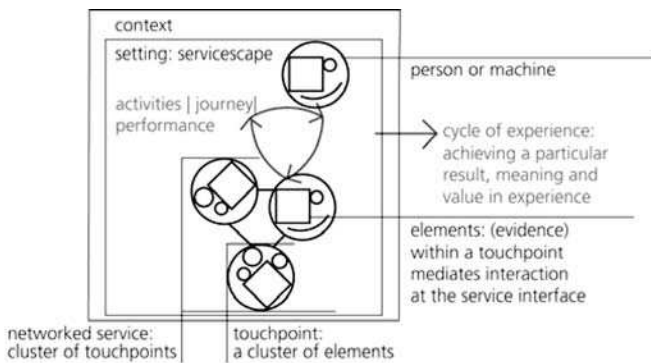 context
setting: servicescape
person or machine
activities | journey|
performance
cycle of experience:
achieving a particular
result, meaning and
value in experience
elements: (evidence)
within a touchpoint
mediates interaction
at the service interface
networked service:
cluster of touchpoints
touchpoint:
a cluster of elements